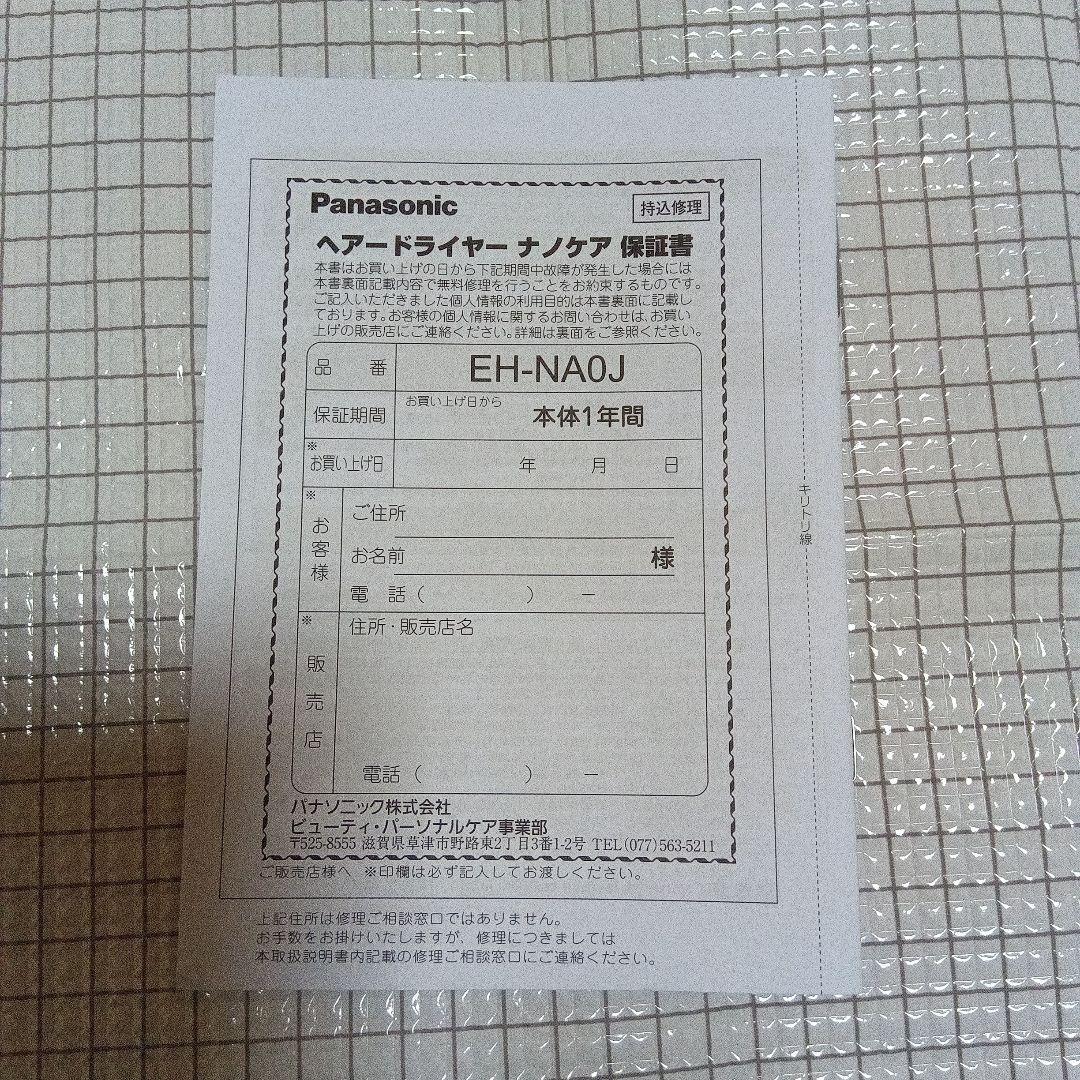 Panasonic
持込修理
ヘアードライヤー ナノケア 保証書
本書はお買い上げの日から下記期間中故障が発生した場合には
本書裏面記載内容で無料修理を行うことをお約束するものです。
ご記入いただきました個人情報の利用目的は本書裏面に記載し
ております。お客様の個人情報に関するお問い合わせは、お買い
上げの販売店にご連絡ください。詳細は裏面をご参照ください。
品 番 EH-NA0J
保証期間 お買い上げ日から 本体1年間
※お買い上げ日 年 月 日
※お客様
ご住所
お名前 様
電 話 ( ) −
※販売店
住所・販売店名
電話 ( ) −
パナソニック株式会社
ビューティ・パーソナルケア事業部
〒525-8555 滋賀県草津市野路東2丁目3番1-2号 TEL(077)563-5211
ご販売店様へ ※印欄は必ず記入してお渡しください。
上記住所は修理ご相談窓口ではありません。
お手数をお掛けいたしますが、修理につきましては
本取扱説明書内記載の修理ご相談窓口にご連絡ください。
キリトリ線